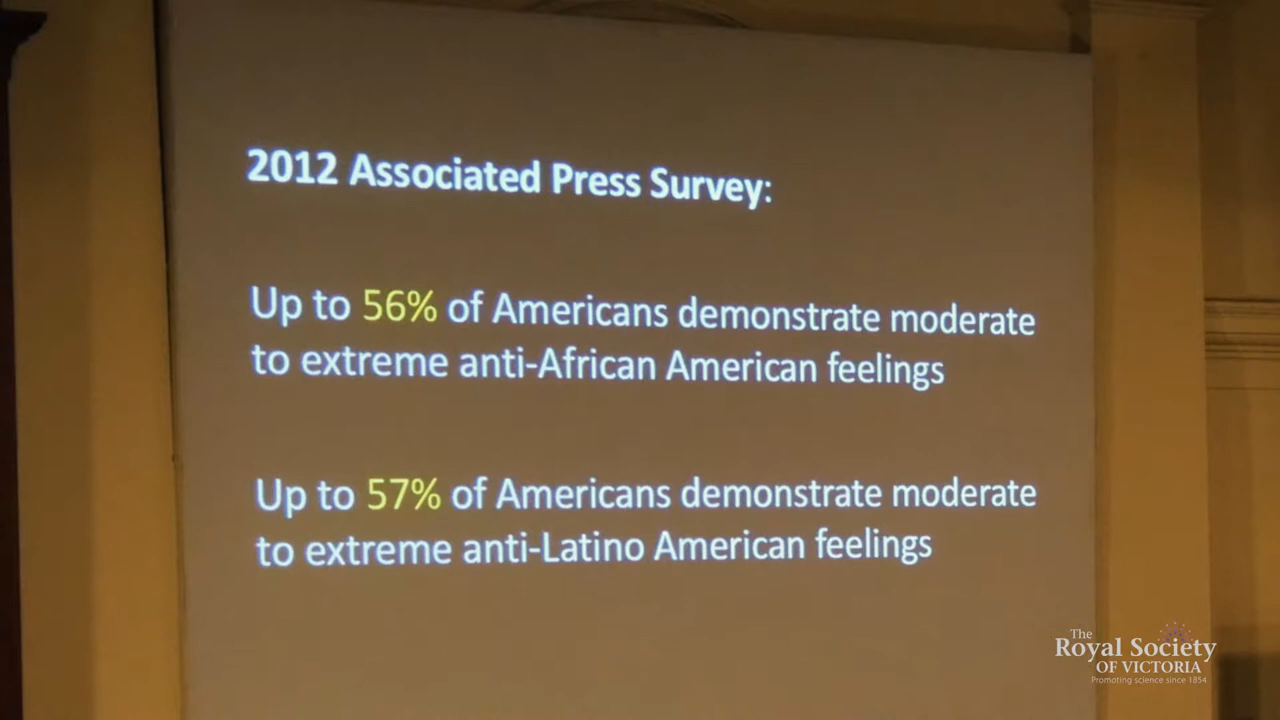 2012 Associated Press Survey:
Up to 56% of Americans demonstrate moderate
to extreme anti-African American feelings
Up to 57% of Americans demonstrate moderate
to extreme anti-Latino American feelings
The
Royal Society
OF VICTORIA
Promoting science since 1854